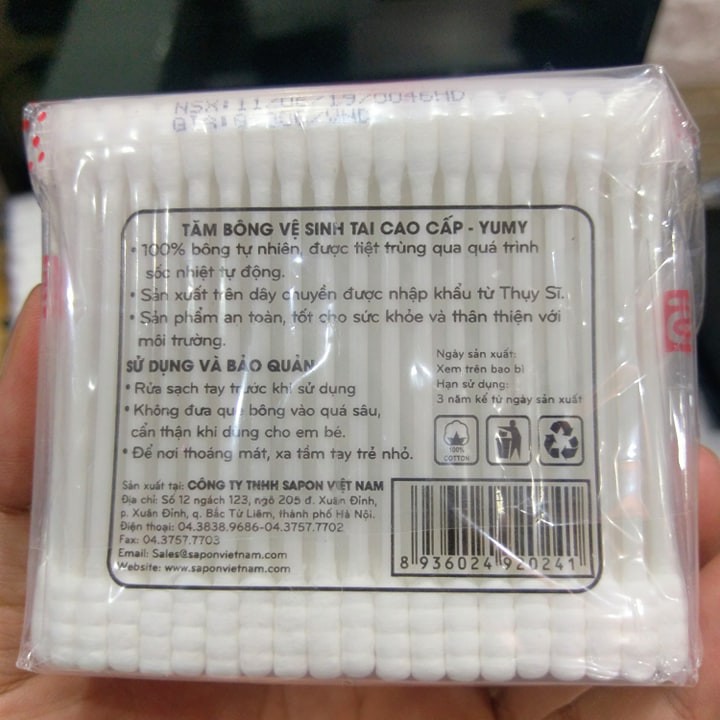 NSX: 11/06/19/0046HD
TĂM BÔNG VỆ SINH TAI CAO CẤP - YUMY
• 100% bông tự nhiên, được tiệt trùng qua quá trình
sốc nhiệt tự động.
• Sản xuất trên dây chuyền được nhập khẩu từ Thụy Sĩ.
• Sản phẩm an toàn, tốt cho sức khỏe và thân thiện với
môi trường.
SỬ DỤNG VÀ BẢO QUẢN
• Rửa sạch tay trước khi sử dụng
• Không đưa que bông vào quá sâu,
cẩn thận khi dùng cho em bé.
• Để nơi thoáng mát, xa tầm tay trẻ nhỏ.
Ngày sản xuất:
Xem trên bao bì
Hạn sử dụng:
3 năm kể từ ngày sản xuất
100%
COTTON
Sản xuất tại: CÔNG TY TNHH SAPON VIỆT NAM
Địa chỉ: Số 12 ngách 123, ngõ 205 đ. Xuân Đỉnh,
p. Xuân Đỉnh, q. Bắc Từ Liêm, thành phố Hà Nội.
Điện thoại: 04.3838.9686-04.3757.7702
Fax: 04.3757.7703
Email: Sales@saponvietnam.com
Website: www.saponvietnam.com
8 936024 920241